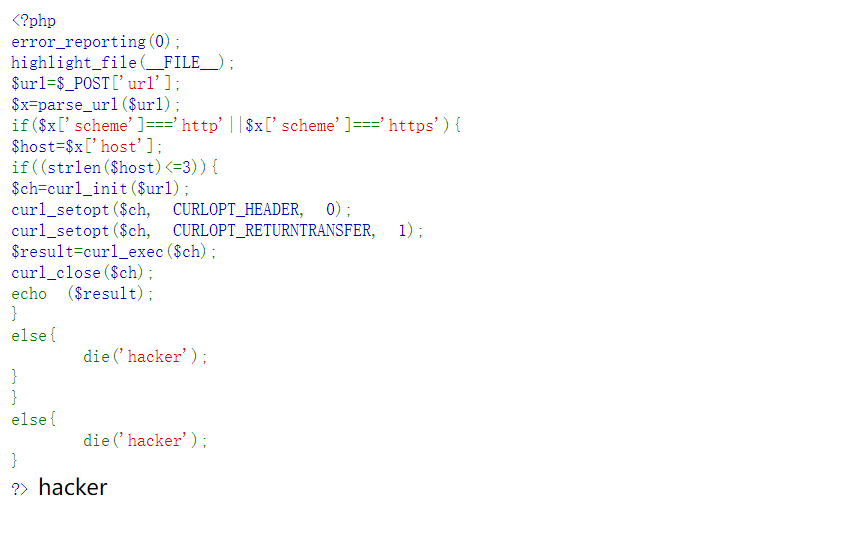 <?php
error_reporting(0);
highlight_file(__FILE__);
$url=$_POST['url'];
$x=parse_url($url);
if($x['scheme']==='http'||$x['scheme']==='https'){
$host=$x['host'];
if((strlen($host)<=3)){
$ch=curl_init($url);
curl_setopt($ch, CURLOPT_HEADER, 0);
curl_setopt($ch, CURLOPT_RETURNTRANSFER, 1);
$result=curl_exec($ch);
curl_close($ch);
echo ($result);
}
else{
die('hacker');
}
}
else{
die('hacker');
}
?> hacker